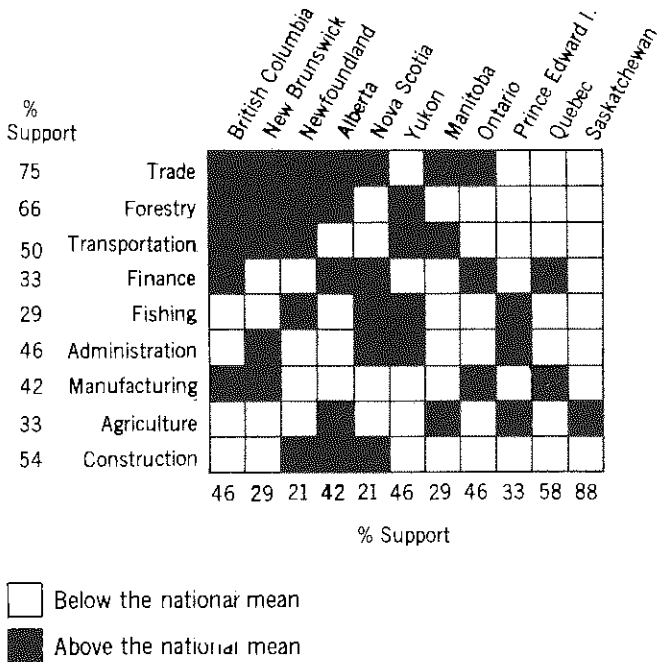 British Columbia
New Brunswick
Newfoundland
Alberta
Nova Scotia
Yukon
Manitoba
Ontario
Prince Edward I.
Quebec
Saskatchewan
%
Support
75 Trade
66 Forestry
50 Transportation
33 Finance
29 Fishing
46 Administration
42 Manufacturing
33 Agriculture
54 Construction
46 29 21 42 21 46 29 46 33 58 88
% Support
Below the national mean
Above the national mean